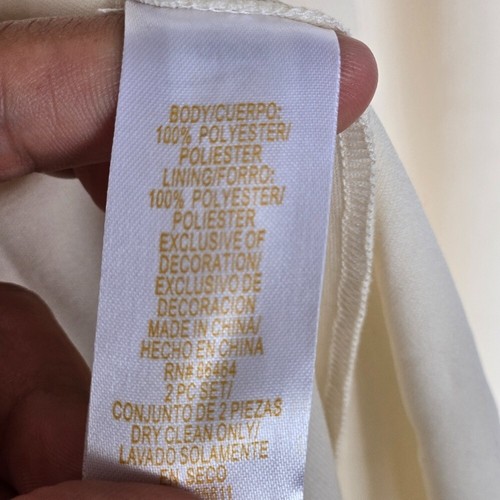 BODY/CUERPO:
100% POLYESTER/
POLIESTER
LINING/FORRO:
100% POLYESTER/
POLIESTER
EXCLUSIVE OF
DECORATION/
EXCLUSIVO DE
DECORACION
MADE IN CHINA/
HECHO EN CHINA
RN# 86484
2 PC SET/
CONJUNTO DE 2 PIEZAS
DRY CLEAN ONLY/
LAVADO SOLAMENTE
EN SECO